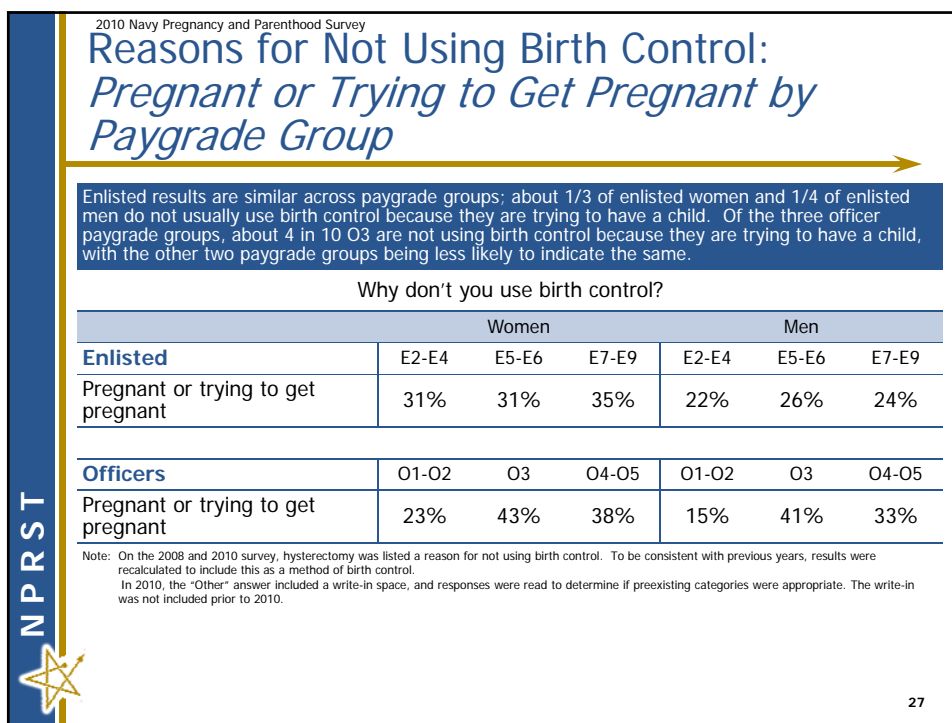 2010 Navy Pregnancy and Parenthood Survey
Reasons for Not Using Birth Control:
Pregnant or Trying to Get Pregnant by
Paygrade Group
Enlisted results are similar across paygrade groups; about 1/3 of enlisted women and 1/4 of enlisted
men do not usually use birth control because they are trying to have a child. Of the three officer
paygrade groups, about 4 in 10 O3 are not using birth control because they are trying to have a child,
with the other two paygrade groups being less likely to indicate the same.
Why don't you use birth control?
Women Men
Enlisted E2-E4 E5-E6 E7-E9 E2-E4 E5-E6 E7-E9
Pregnant or trying to get
pregnant 31% 31% 35% 22% 26% 24%
Officers O1-O2 O3 O4-O5 O1-O2 O3 O4-O5
Pregnant or trying to get
pregnant 23% 43% 38% 15% 41% 33%
Note: On the 2008 and 2010 survey, hysterectomy was listed a reason for not using birth control. To be consistent with previous years, results were
recalculated to include this as a method of birth control.
In 2010, the "Other" answer included a write-in space, and responses were read to determine if preexisting categories were appropriate. The write-in
was not included prior to 2010.
NPRST
27